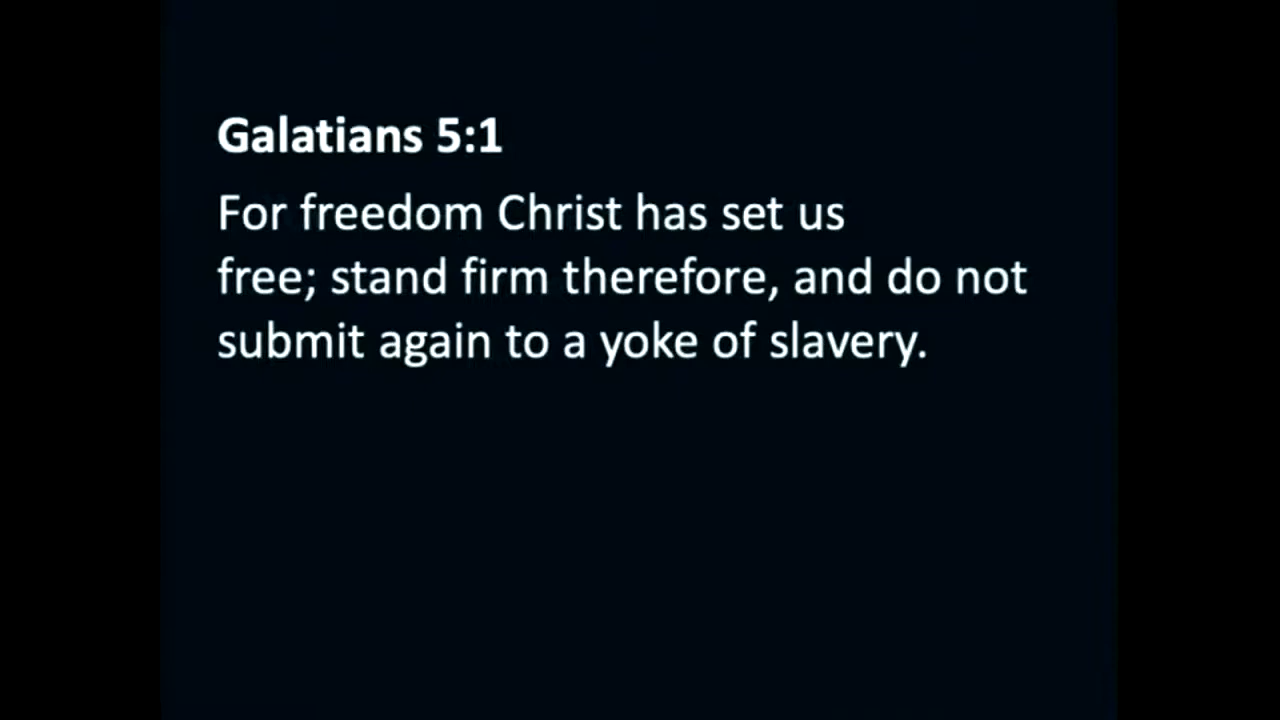 Galatians 5:1
For freedom Christ has set us
free; stand firm therefore, and do not
submit again to a yoke of slavery.